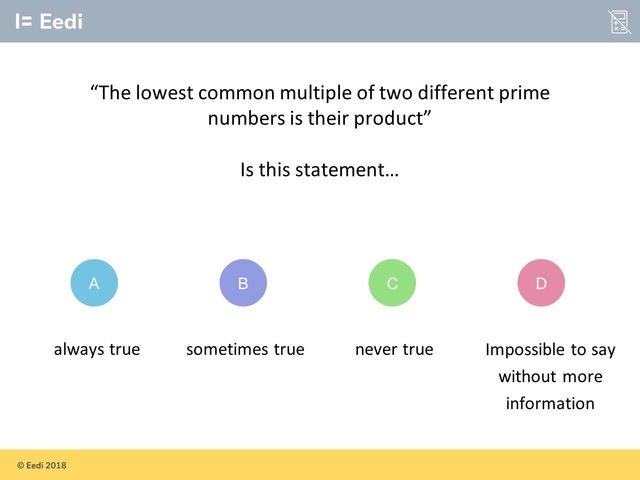 I= Eedi
“The lowest common multiple of two different prime
numbers is their product”
Is this statement…
A
B
C
D
always true
sometimes true
never true
Impossible to say
without more
information
© Eedi 2018